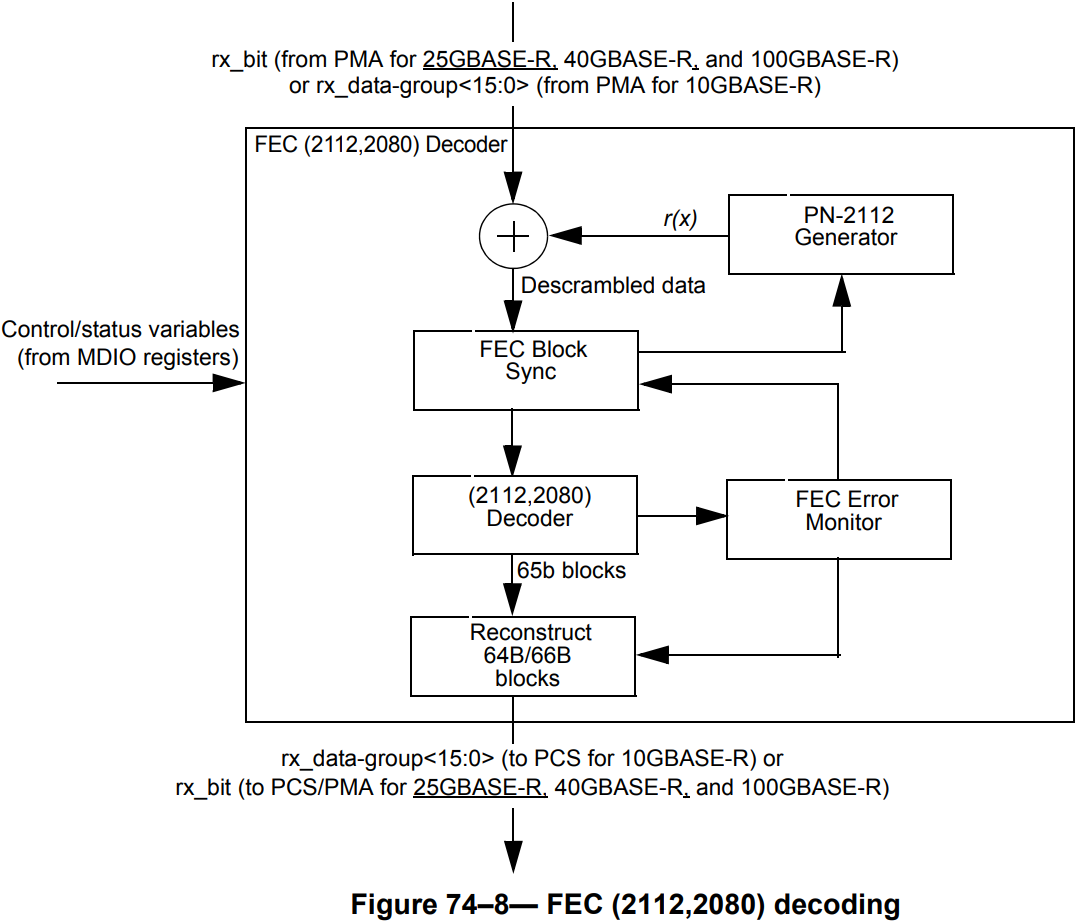 rx_bit (from PMA for 25GBASE-R, 40GBASE-R, and 100GBASE-R)
or rx_data-group<15:0> (from PMA for 10GBASE-R)
FEC (2112,2080) Decoder
PN-2112
Generator
r(x)
Descrambled data
Control/status variables
(from MDIO registers)
FEC Block
Sync
(2112,2080)
Decoder
FEC Error
Monitor
65b blocks
Reconstruct
64B/66B
blocks
rx_data-group<15:0> (to PCS for 10GBASE-R) or
rx_bit (to PCS/PMA for 25GBASE-R, 40GBASE-R, and 100GBASE-R)
Figure 74–8— FEC (2112,2080) decoding